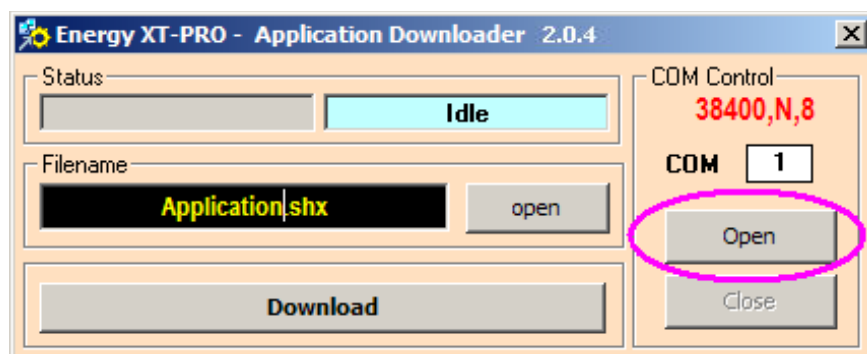 Energy XT-PRO - Application Downloader 2.0.4
Status
Idle
Filename
Application.shx
open
Download
COM Control
38400,N,8
COM 1
Open
Close